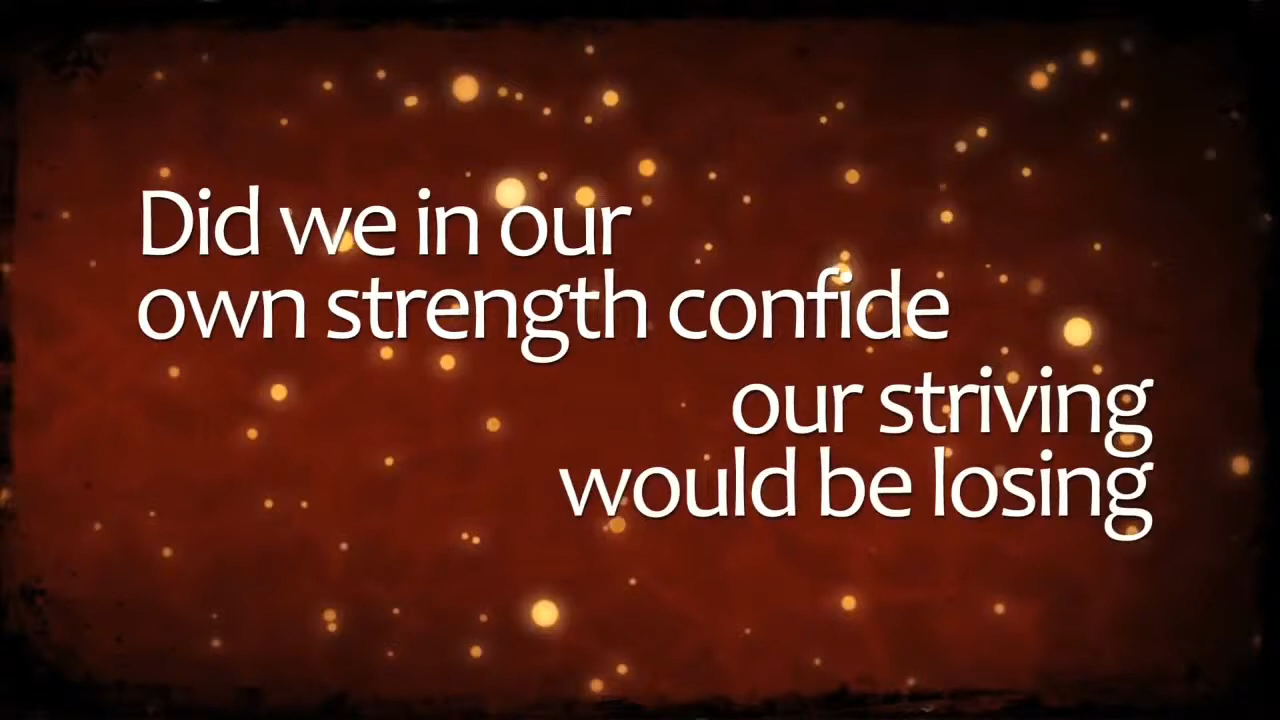 Did we in our
own strength confide
our striving
would be losing